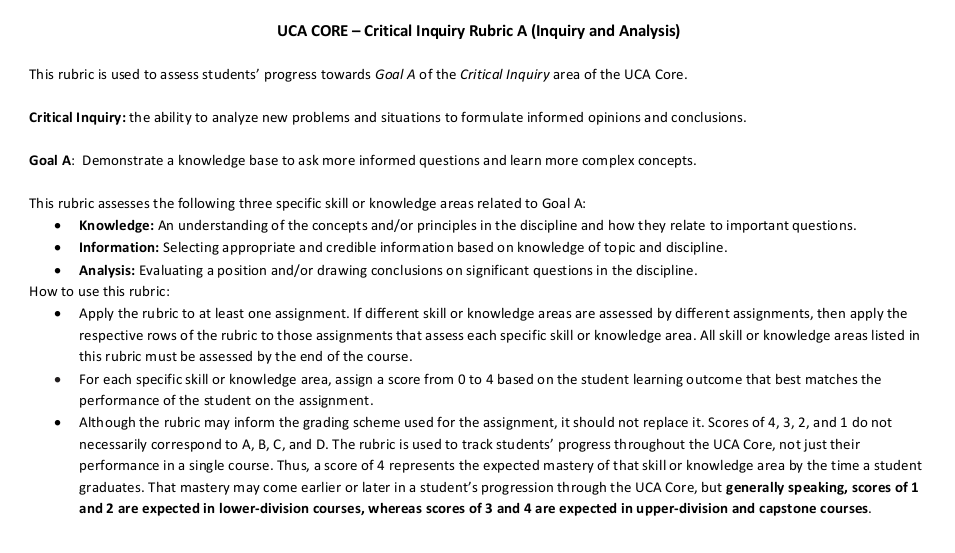 UCA CORE – Critical Inquiry Rubric A (Inquiry and Analysis)
This rubric is used to assess students’ progress towards Goal A of the Critical Inquiry area of the UCA Core.
Critical Inquiry: the ability to analyze new problems and situations to formulate informed opinions and conclusions.
Goal A:  Demonstrate a knowledge base to ask more informed questions and learn more complex concepts.
This rubric assesses the following three specific skill or knowledge areas related to Goal A:
• Knowledge: An understanding of the concepts and/or principles in the discipline and how they relate to important questions.
• Information: Selecting appropriate and credible information based on knowledge of topic and discipline.
• Analysis: Evaluating a position and/or drawing conclusions on significant questions in the discipline.
How to use this rubric:
• Apply the rubric to at least one assignment. If different skill or knowledge areas are assessed by different assignments, then apply the
respective rows of the rubric to those assignments that assess each specific skill or knowledge area. All skill or knowledge areas listed in
this rubric must be assessed by the end of the course.
• For each specific skill or knowledge area, assign a score from 0 to 4 based on the student learning outcome that best matches the
performance of the student on the assignment.
• Although the rubric may inform the grading scheme used for the assignment, it should not replace it. Scores of 4, 3, 2, and 1 do not
necessarily correspond to A, B, C, and D. The rubric is used to track students’ progress throughout the UCA Core, not just their
performance in a single course. Thus, a score of 4 represents the expected mastery of that skill or knowledge area by the time a student
graduates. That mastery may come earlier or later in a student’s progression through the UCA Core, but generally speaking, scores of 1
and 2 are expected in lower-division courses, whereas scores of 3 and 4 are expected in upper-division and capstone courses.